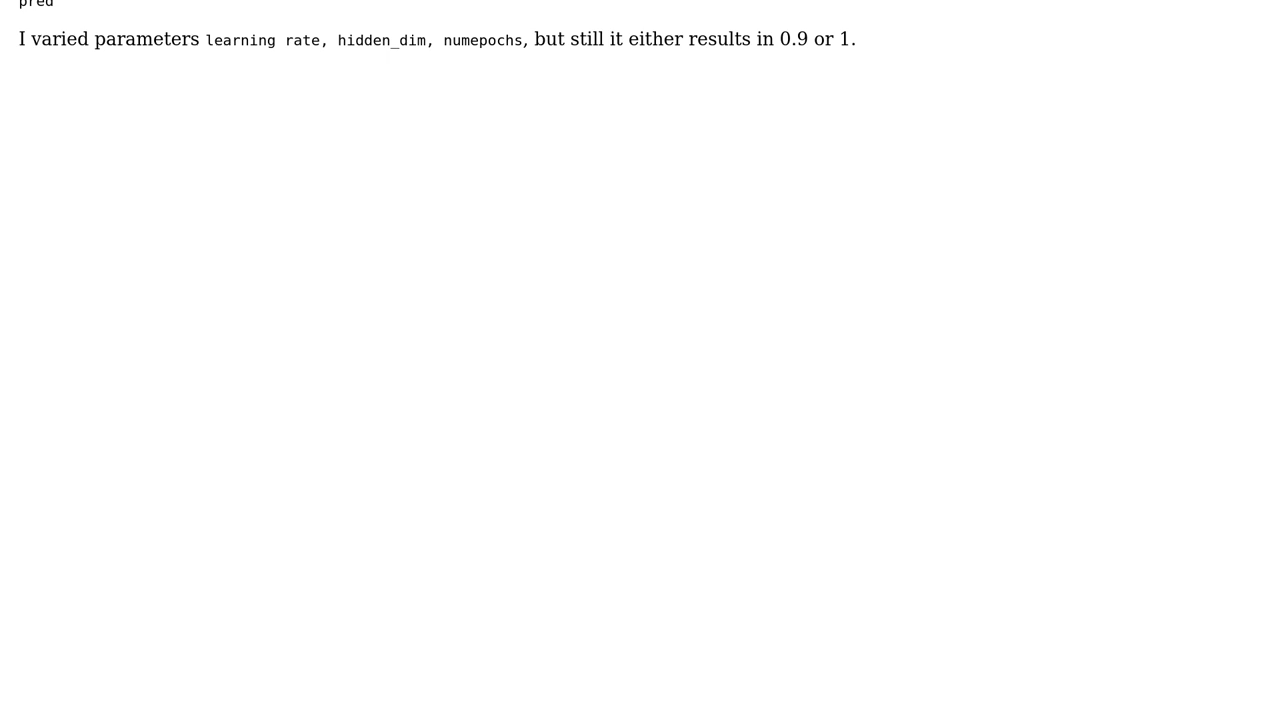 pred
I varied parameters learning rate, hidden_dim, numepochs, but still it either results in 0.9 or 1.